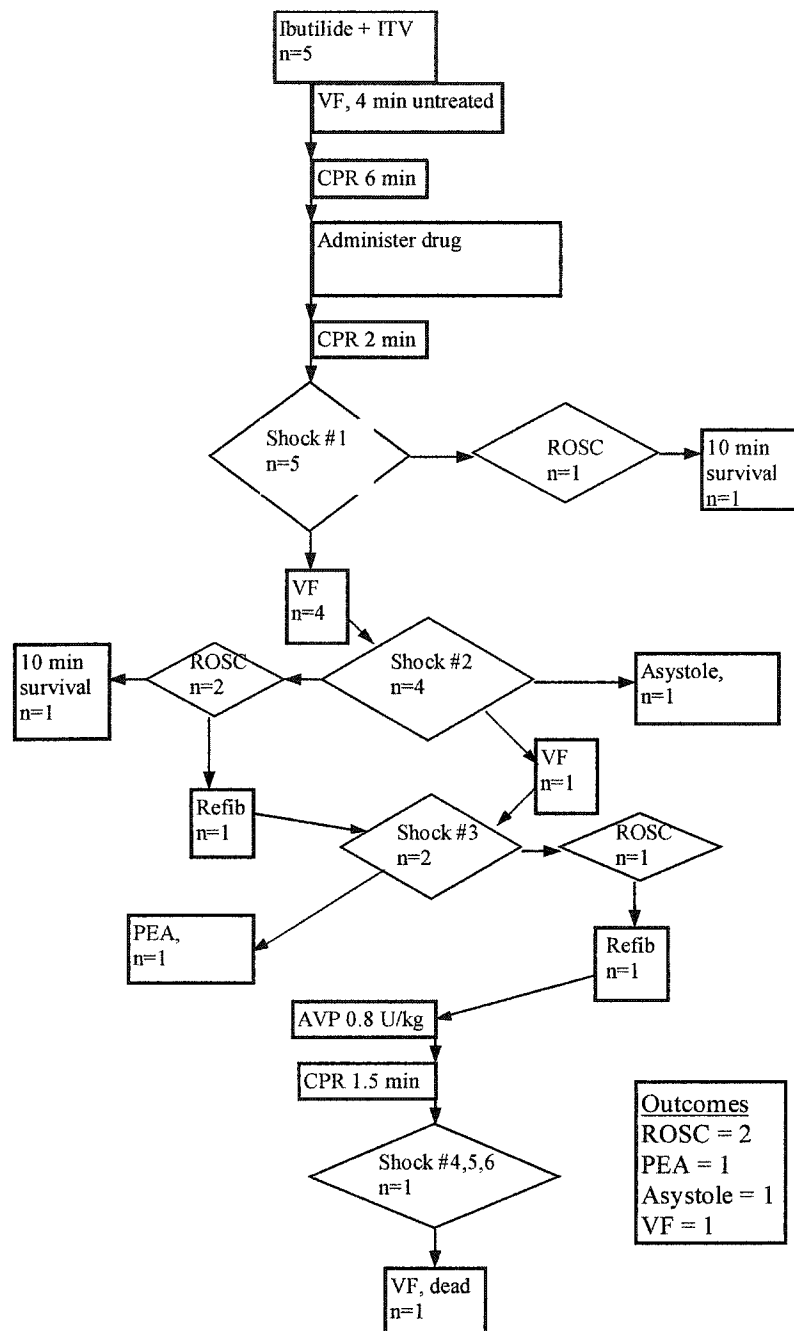 Ibutilide + ITV
n=5
VF, 4 min untreated
CPR 6 min
Administer drug
CPR 2 min
Shock #1
n=5
ROSC
n=1
10 min
survival
n=1
VF
n=4
10 min
survival
n=1
ROSC
n=2
Shock #2
n=4
Asystole,
n=1
VF
n=1
Refib
n=1
Shock #3
n=2
ROSC
n=1
PEA,
n=1
Refib
n=1
AVP 0.8 U/kg
CPR 1.5 min
Shock #4,5,6
n=1
VF, dead
n=1
Outcomes
ROSC = 2
PEA = 1
Asystole = 1
VF = 1